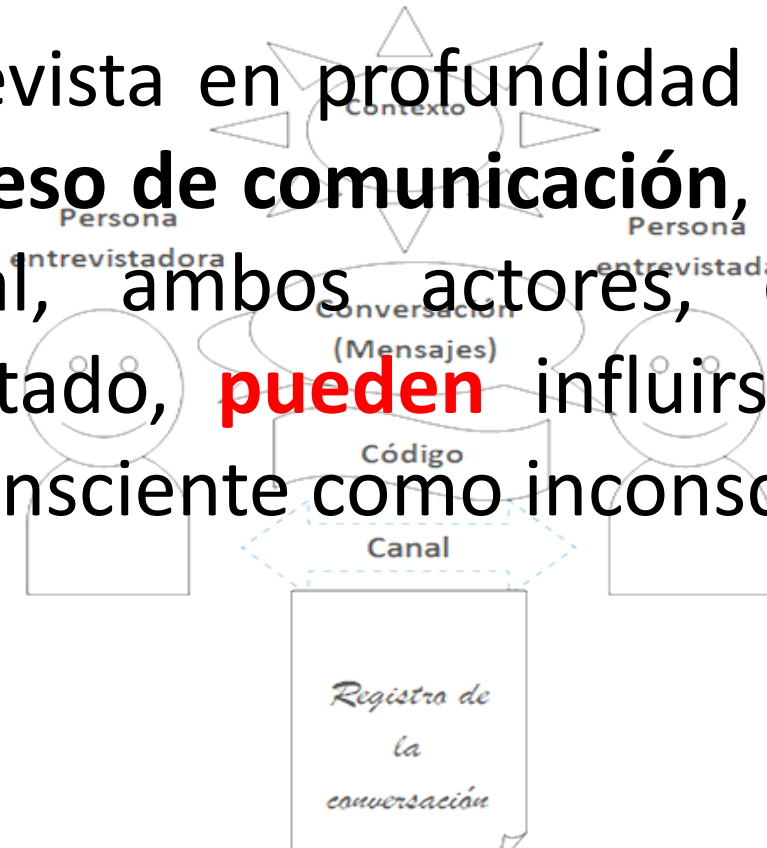 evista en profundidad
eso de comunicación,
l, ambos actores,
tado, pueden influirs
nsciente como inconsc
Contexto
Persona
entrevistadora
Persona
entrevistada
Conversación
(Mensajes)
Código
Canal
Registro de
la
conversación